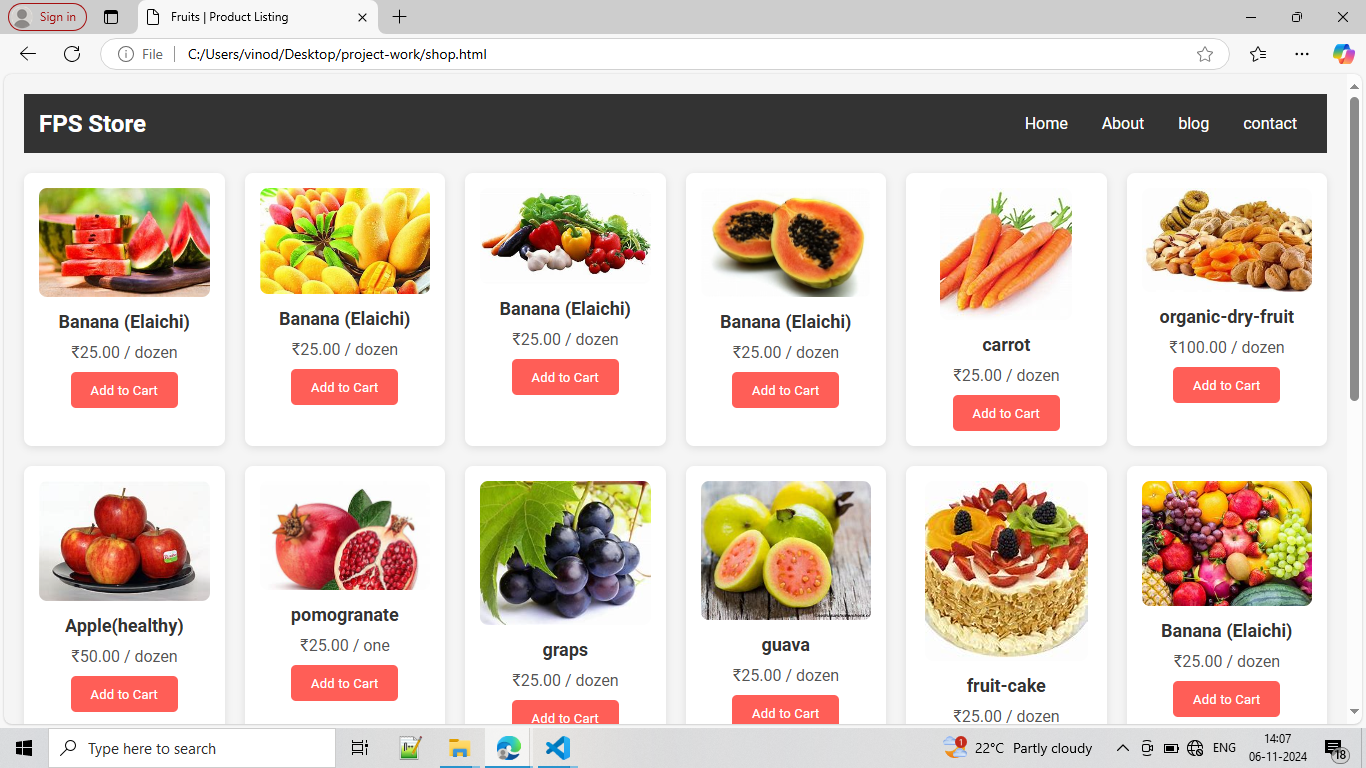 Sign in
Fruits | Product Listing
File
C:/Users/vinod/Desktop/project-work/shop.html
FPS Store
Home About blog contact
Banana (Elaichi)
₹25.00 / dozen
Add to Cart
Banana (Elaichi)
₹25.00 / dozen
Add to Cart
Banana (Elaichi)
₹25.00 / dozen
Add to Cart
Banana (Elaichi)
₹25.00 / dozen
Add to Cart
carrot
₹25.00 / dozen
Add to Cart
organic-dry-fruit
₹100.00 / dozen
Add to Cart
Apple(healthy)
₹50.00 / dozen
Add to Cart
pomogranate
₹25.00 / one
Add to Cart
graps
₹25.00 / dozen
Add to Cart
guava
₹25.00 / dozen
Add to Cart
fruit-cake
₹25.00 / dozen
Banana (Elaichi)
₹25.00 / dozen
Add to Cart
Type here to search
1
22°C Partly cloudy
ENG
14:07
06-11-2024
18